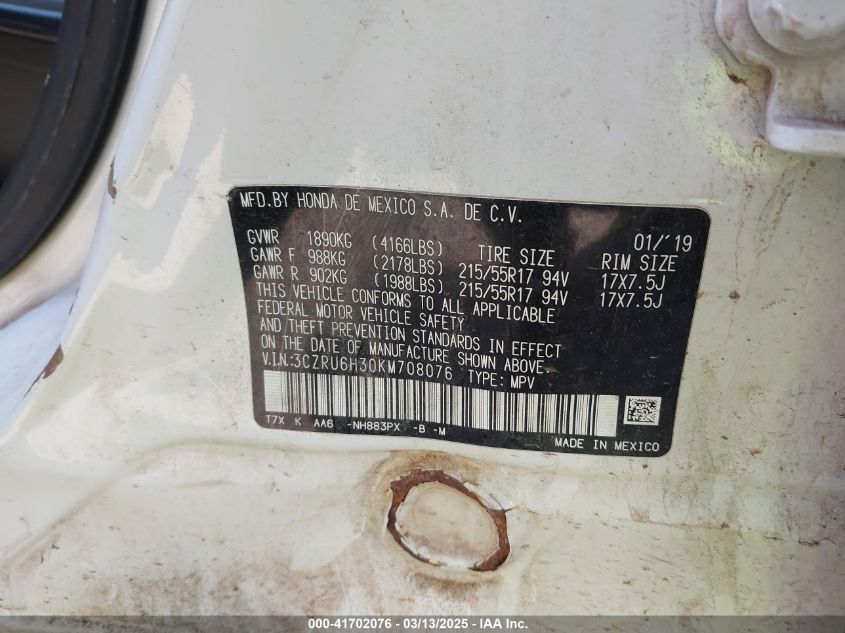 MFD. BY HONDA DE MEXICO S.A. DE C.V.
01/'19
GVWR 1890KG (4166LBS) TIRE SIZE RIM SIZE
GAWR F 988KG (2178LBS) 215/55R17 94V 17X7.5J
GAWR R 902KG (1988LBS) 215/55R17 94V 17X7.5J
THIS VEHICLE CONFORMS TO ALL APPLICABLE
FEDERAL MOTOR VEHICLE SAFETY
AND THEFT PREVENTION STANDARDS IN EFFECT
ON THE DATE OF MANUFACTURE SHOWN ABOVE.
V.IN:3CZRU6H30KM708076 TYPE: MPV
T7X K AA6 -NH883PX -B -M
MADE IN MEXICO
000-41702076 - 03/13/2025 - IAA Inc.